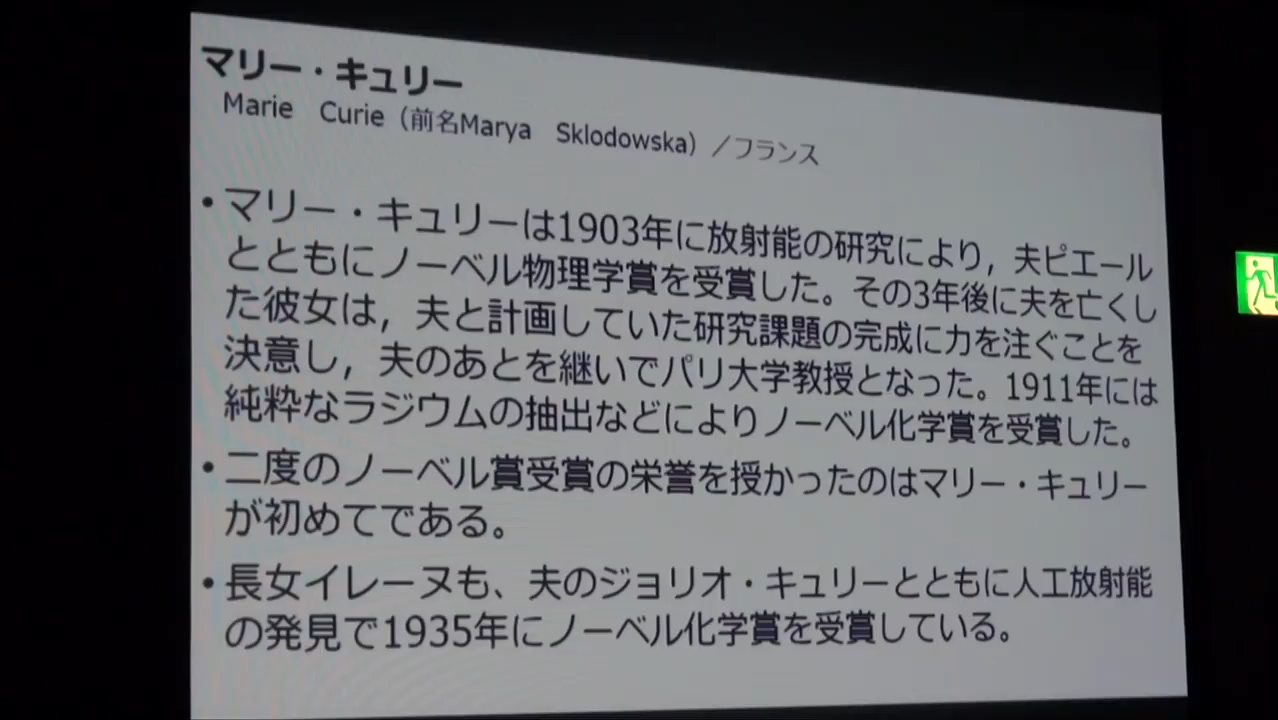 マリー・キュリー
Marie　Curie（前名Marya　Sklodowska）／フランス
• マリー・キュリーは1903年に放射能の研究により，夫ピエール
とともにノーベル物理学賞を受賞した。その3年後に夫を亡くし
た彼女は，夫と計画していた研究課題の完成に力を注ぐことを
決意し，夫のあとを継いでパリ大学教授となった。1911年には
純粋なラジウムの抽出などによりノーベル化学賞を受賞した。
• 二度のノーベル賞受賞の栄誉を授かったのはマリー・キュリー
が初めてである。
• 長女イレーヌも、夫のジョリオ・キュリーとともに人工放射能
の発見で1935年にノーベル化学賞を受賞している。